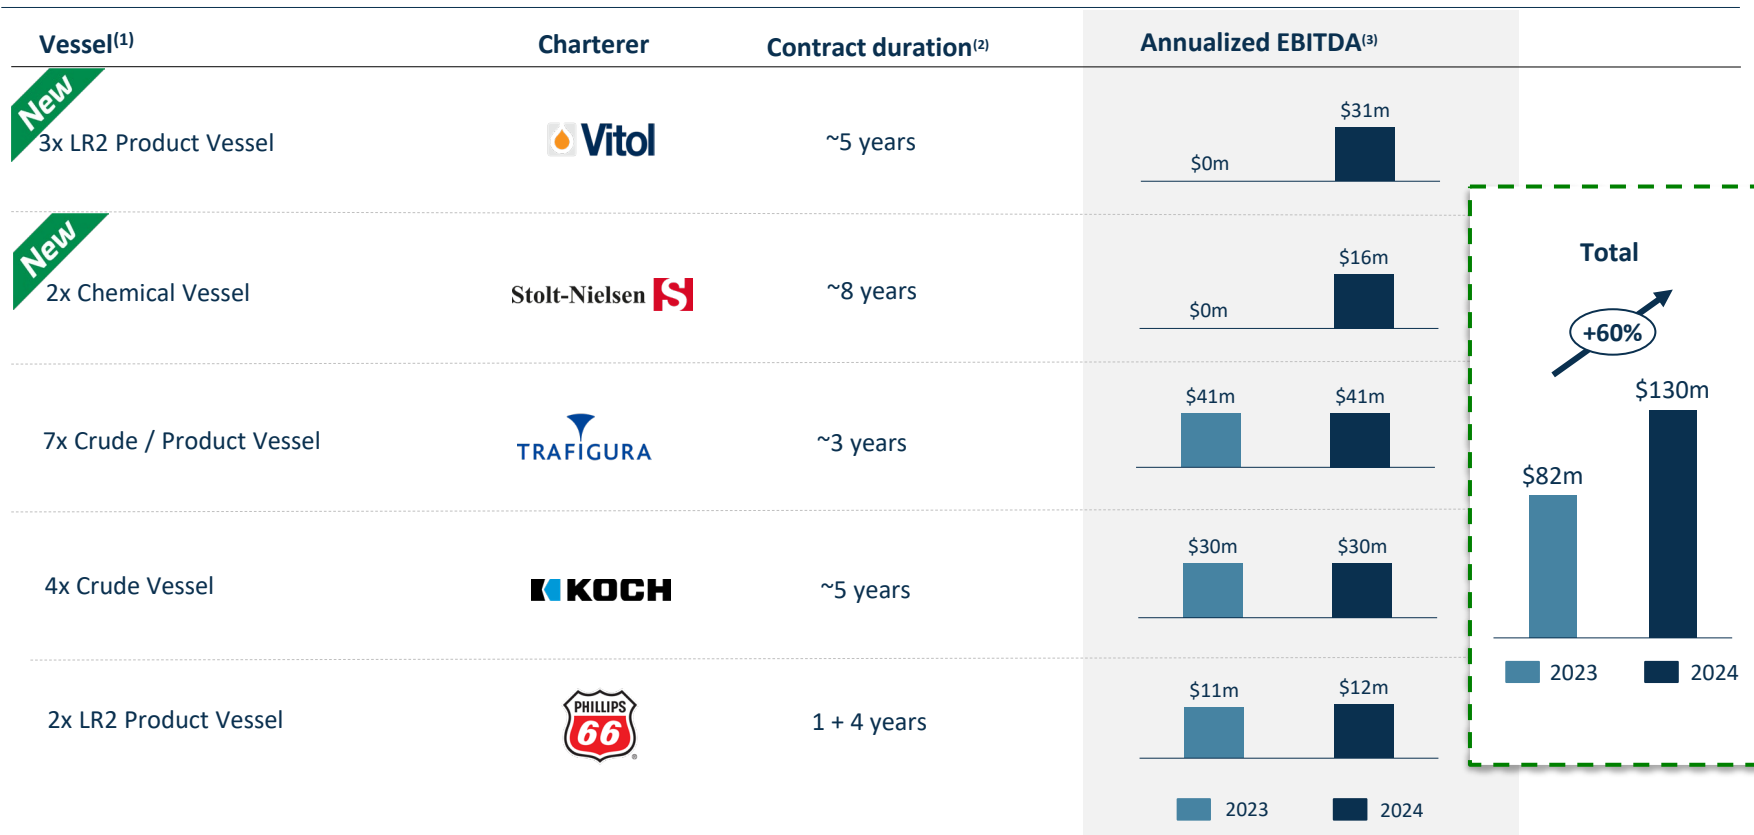 Vessel(1) Charterer Contract duration(2) Annualized EBITDA(3)
New
3x LR2 Product Vessel Vitol ~5 years $0m $31m
New
2x Chemical Vessel Stolt-Nielsen S ~8 years $0m $16m
7x Crude / Product Vessel TRAFIGURA ~3 years $41m $41m
4x Crude Vessel KOCH ~5 years $30m $30m
2x LR2 Product Vessel PHILLIPS 66 ® 1 + 4 years $11m $12m
2023 2024
Total
+60%
$82m $130m
2023 2024